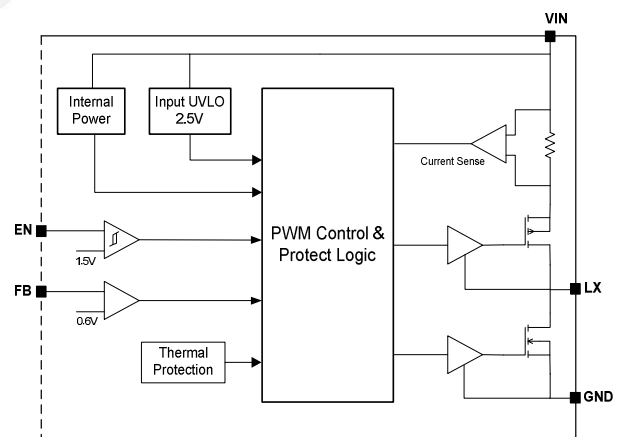 VIN
Internal
Power
Input UVLO
2.5V
Current Sense
EN
1.5V
PWM Control &
Protect Logic
FB
0.6V
LX
Thermal
Protection
GND